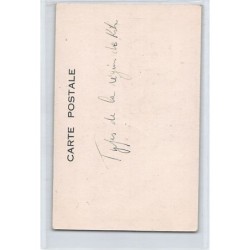 CARTE POSTALE
Types de la région de